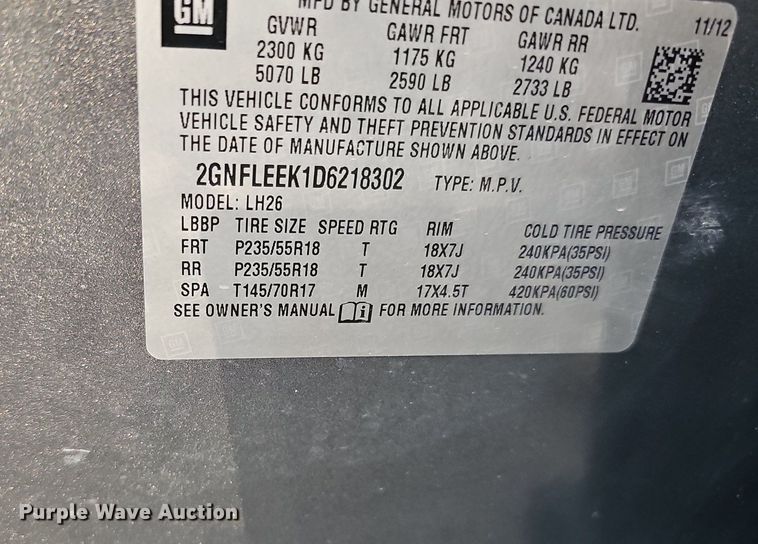 GM
MFD BY GENERAL MOTORS OF CANADA LTD.
11/12
GVWR GAWR FRT GAWR RR
2300 KG 1175 KG 1240 KG
5070 LB 2590 LB 2733 LB
THIS VEHICLE CONFORMS TO ALL APPLICABLE U.S. FEDERAL MOTOR
VEHICLE SAFETY AND THEFT PREVENTION STANDARDS IN EFFECT ON
THE DATE OF MANUFACTURE SHOWN ABOVE.
2GNFLEEK1D6218302 TYPE: M.P.V.
MODEL: LH26
LBBP TIRE SIZE SPEED RTG RIM COLD TIRE PRESSURE
FRT P235/55R18 T 18X7J 240KPA(35PSI)
RR P235/55R18 T 18X7J 240KPA(35PSI)
SPA T145/70R17 M 17X4.5T 420KPA(60PSI)
SEE OWNER'S MANUAL i FOR MORE INFORMATION.
Purple Wave Auction